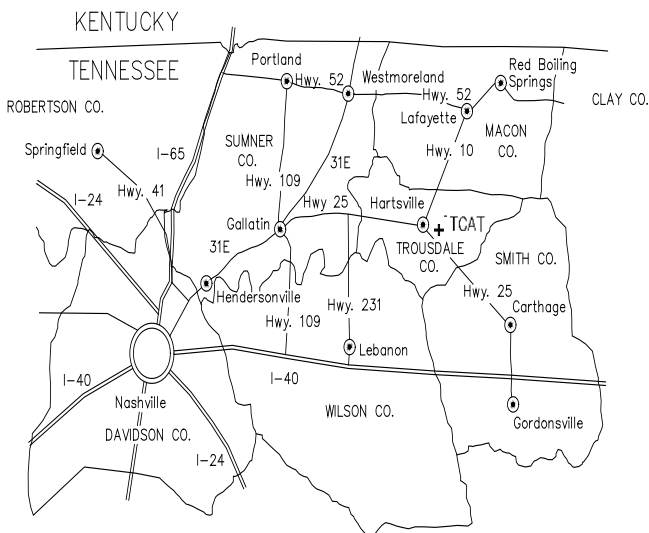 KENTUCKY
TENNESSEE
Portland
Hwy. 52
Westmoreland
Red Boiling
Springs
Hwy. 52
CLAY CO.
ROBERTSON CO.
Lafayette
MACON
CO.
Springfield
I-65
SUMNER
CO.
31E
Hwy. 10
I-24
Hwy. 41
Hwy. 109
Hwy. 25
Hartsville
Gallatin
TCAT
31E
TROUSDALE
CO.
SMITH CO.
Hendersonville
Hwy. 25
Hwy. 109
Hwy. 231
Carthage
Lebanon
I-40
I-40
Nashville
WILSON CO.
Gordonsville
DAVIDSON CO.
I-24